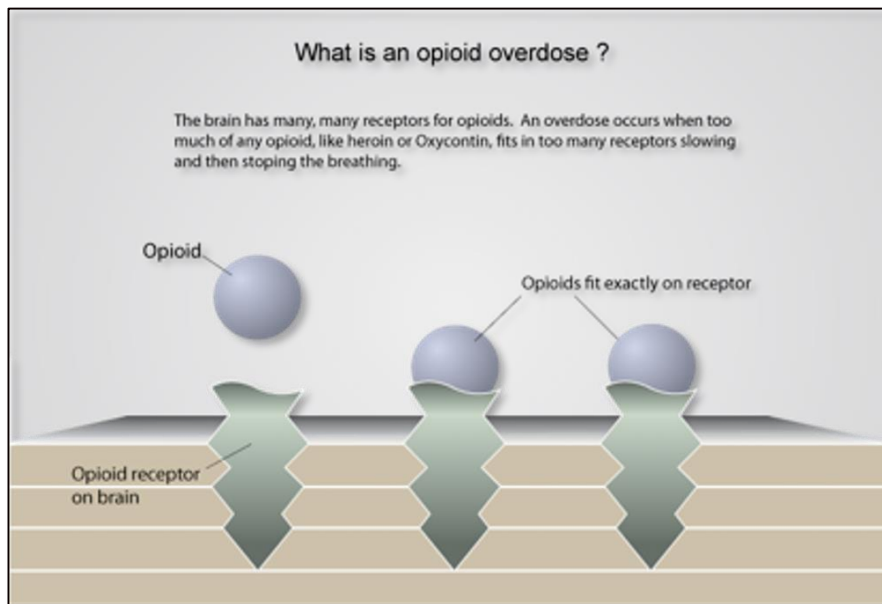 What is an opioid overdose ?
The brain has many, many receptors for opioids. An overdose occurs when too
much of any opioid, like heroin or Oxycontin, fits in too many receptors slowing
and then stoping the breathing.
Opioid
Opioids fit exactly on receptor
Opioid receptor
on brain